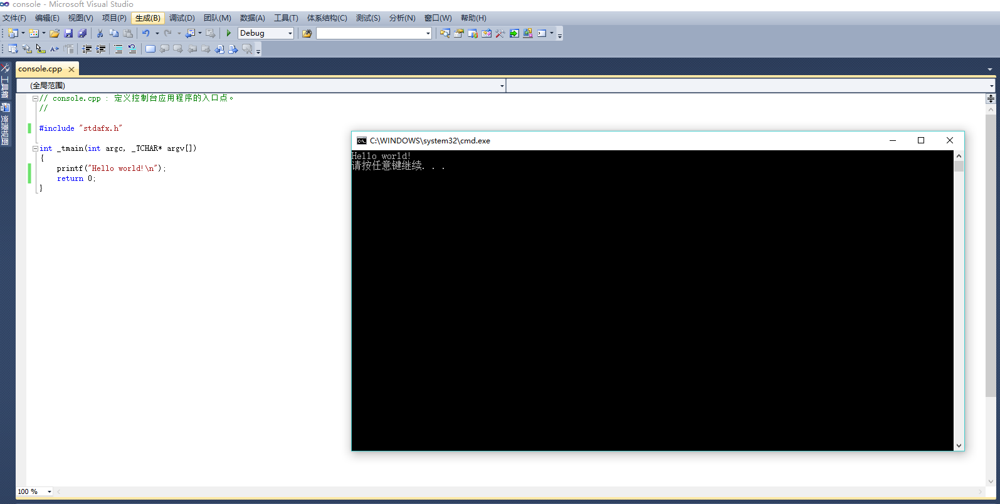 console - Microsoft Visual Studio
文件(F) 编辑(E) 视图(V) 项目(P) 生成(B) 调试(D) 团队(M) 数据(A) 工具(T) 体系结构(C) 测试(S) 分析(N) 窗口(W) 帮助(H)
Debug
console.cpp
工具箱
资源视图
(全局范围)
// console.cpp : 定义控制台应用程序的入口点。
//
#include "stdafx.h"
int _tmain(int argc, _TCHAR* argv[])
{
printf("Hello world!\n");
return 0;
}
C:\WINDOWS\system32\cmd.exe
Hello world!
请按任意键继续. . .
100 %